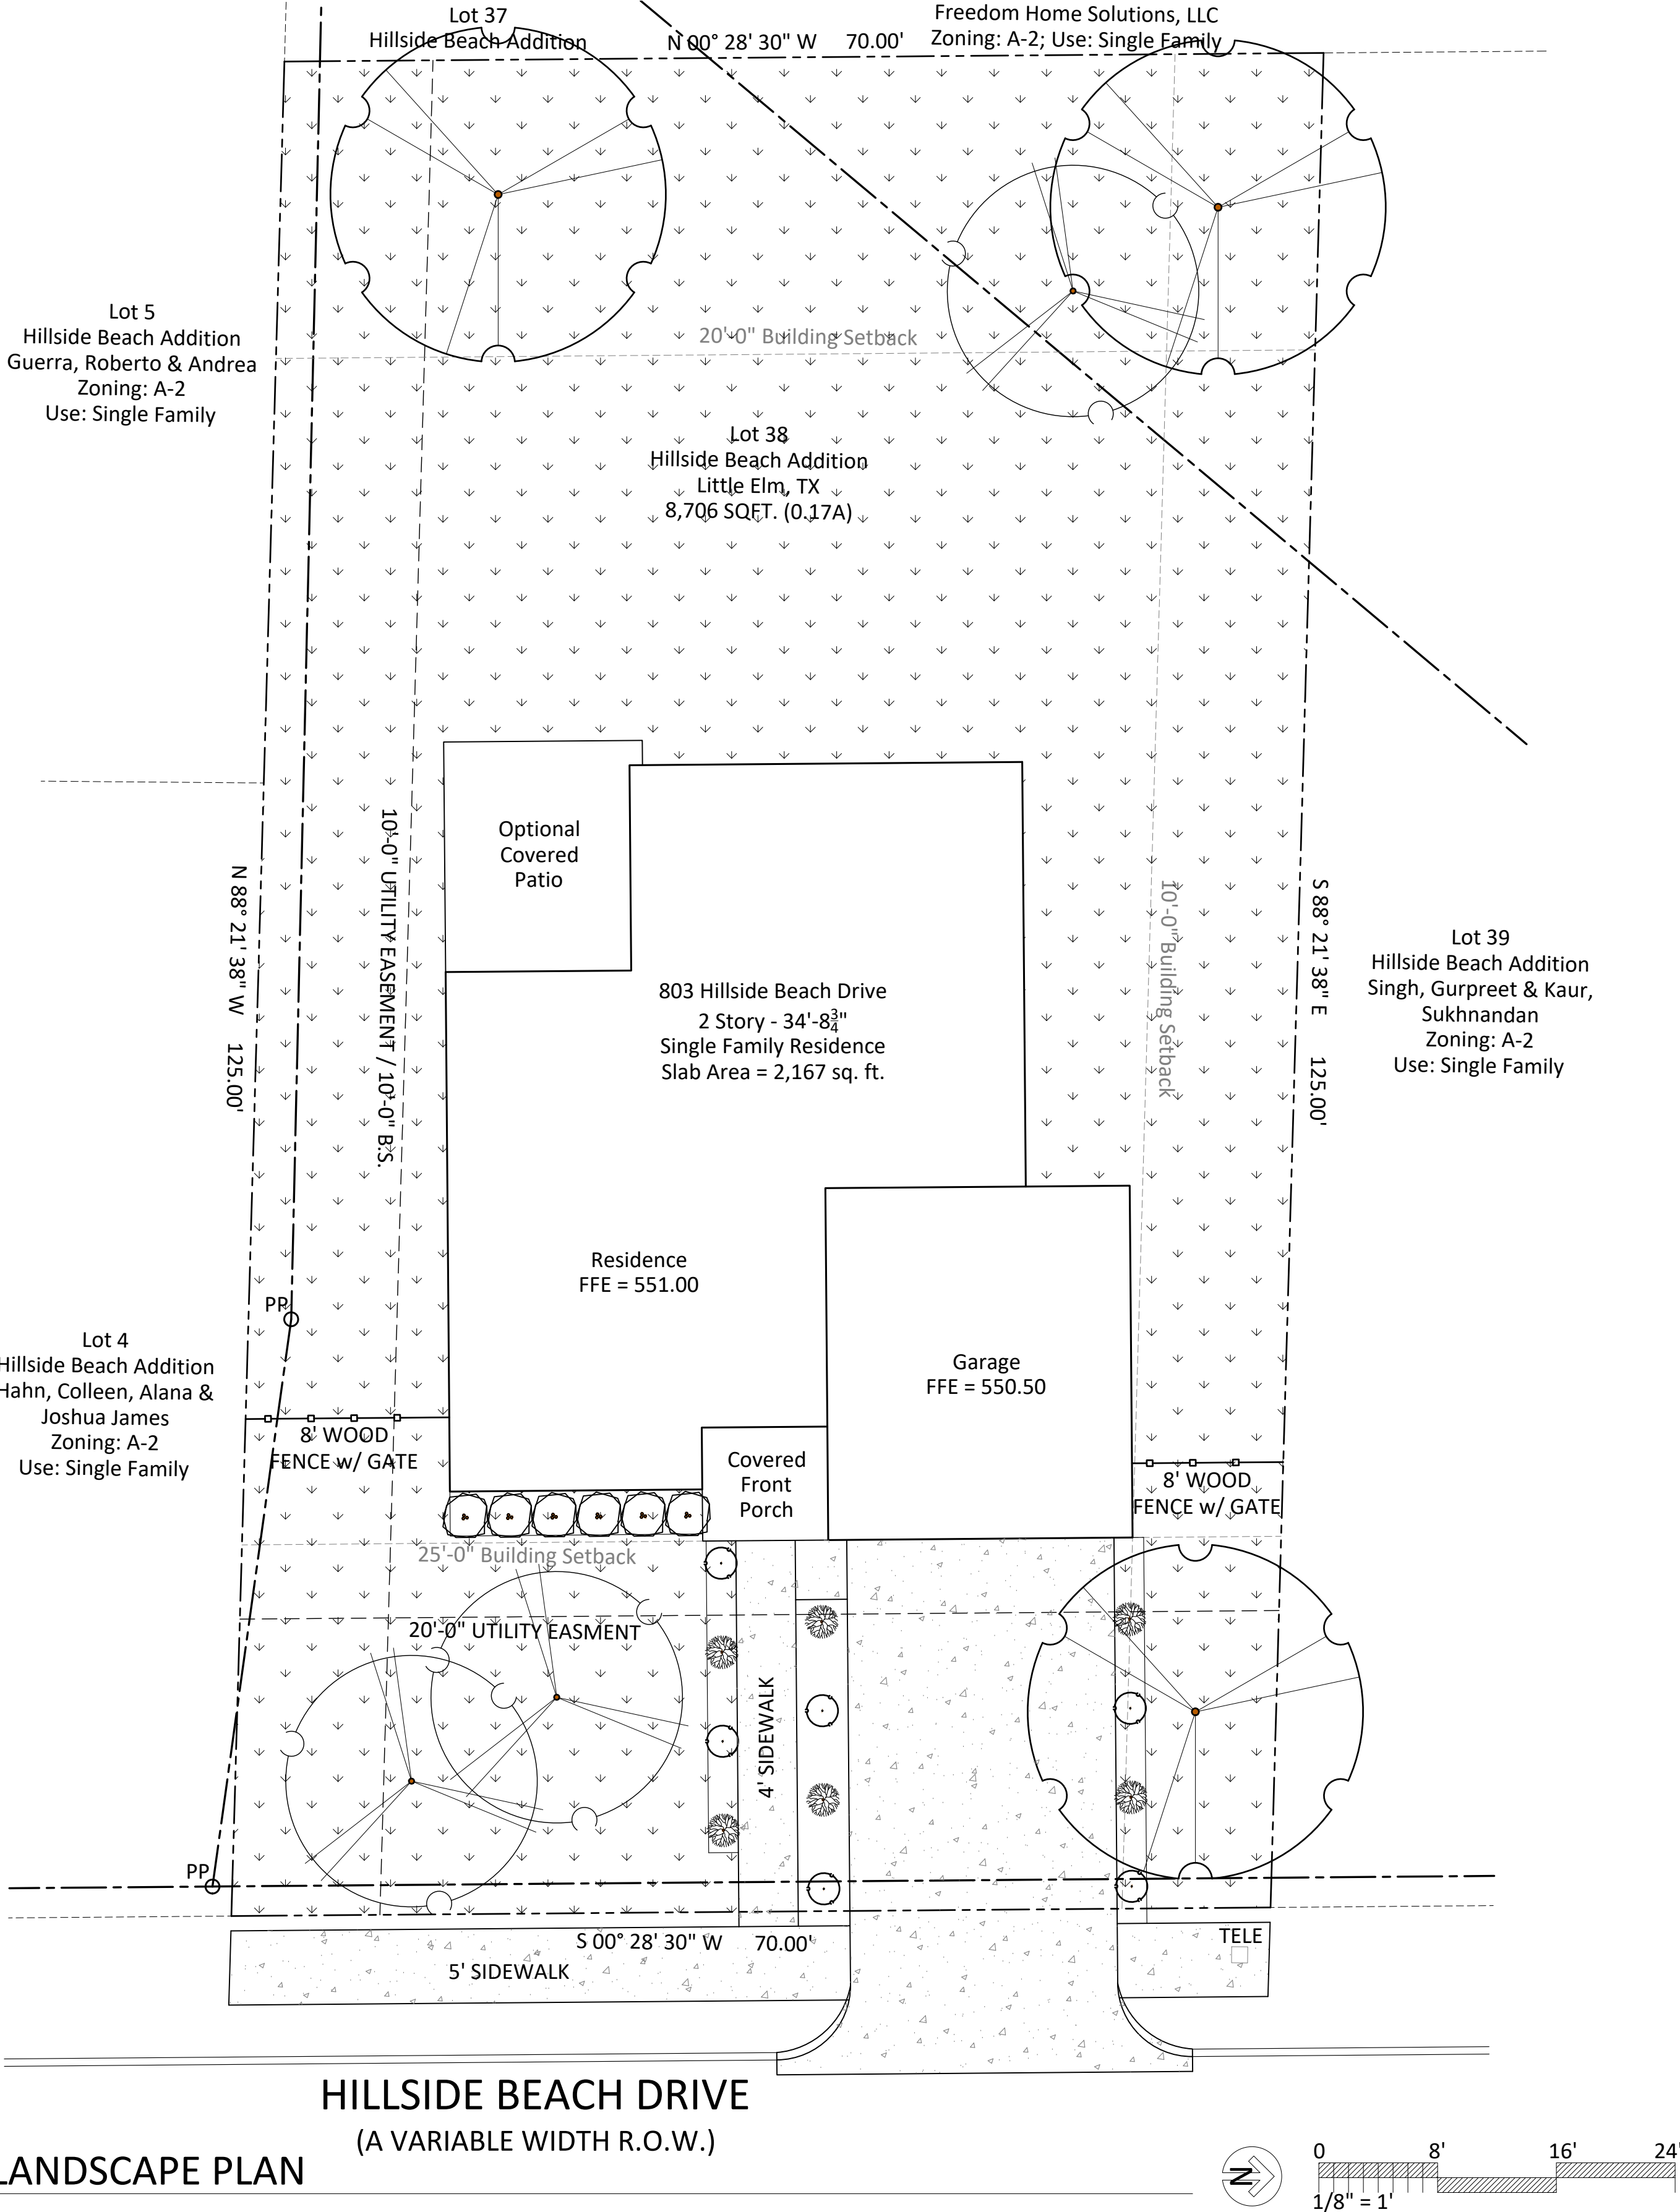 Lot 37
Hillside Beach Addition
N 00° 28' 30" W 70.00'
Freedom Home Solutions, LLC
Zoning: A-2; Use: Single Family
Lot 5
Hillside Beach Addition
Guerra, Roberto & Andrea
Zoning: A-2
Use: Single Family
20'-0" Building Setback
Lot 38
Hillside Beach Addition
Little Elm, TX
8,706 SQFT. (0.17A)
Optional
Covered
Patio
10'-0" UTILITY EASEMENT / 10'-0" B.S.
N 88° 21' 38" W 125.00'
803 Hillside Beach Drive
2 Story - 34'-8¾"
Single Family Residence
Slab Area = 2,167 sq. ft.
10'-0" Building Setback
S 88° 21' 38" E 125.00'
Lot 39
Hillside Beach Addition
Singh, Gurpreet & Kaur,
Sukhnandan
Zoning: A-2
Use: Single Family
Residence
FFE = 551.00
PP
Lot 4
Hillside Beach Addition
Hahn, Colleen, Alana &
Joshua James
Zoning: A-2
Use: Single Family
Garage
FFE = 550.50
8' WOOD
FENCE w/ GATE
Covered
Front
Porch
8' WOOD
FENCE w/ GATE
25'-0" Building Setback
20'-0" UTILITY EASMENT
4' SIDEWALK
PP
S 00° 28' 30" W 70.00'
5' SIDEWALK
TELE
HILLSIDE BEACH DRIVE
(A VARIABLE WIDTH R.O.W.)
LANDSCAPE PLAN
N
0 8' 16' 24'
1/8" = 1'